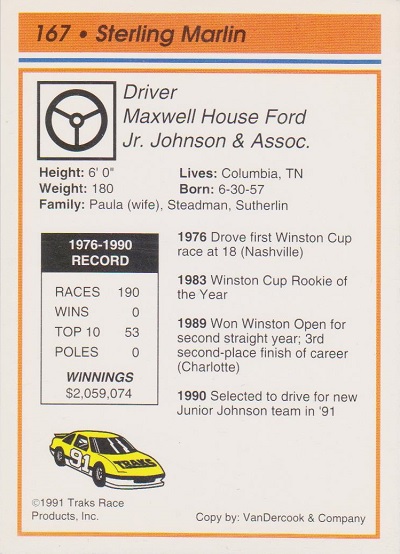 167 • Sterling Marlin
Driver
Maxwell House Ford
Jr. Johnson & Assoc.
Height: 6' 0"
Lives: Columbia, TN
Weight: 180
Born: 6-30-57
Family: Paula (wife), Steadman, Sutherlin
1976-1990
RECORD
RACES 190
WINS 0
TOP 10 53
POLES 0
WINNINGS
$2,059,074
1976 Drove first Winston Cup
race at 18 (Nashville)
1983 Winston Cup Rookie of
the Year
1989 Won Winston Open for
second straight year; 3rd
second-place finish of career
(Charlotte)
1990 Selected to drive for new
Junior Johnson team in '91
91
TRAKS
©1991 Traks Race
Products, Inc.
Copy by: VanDercook & Company